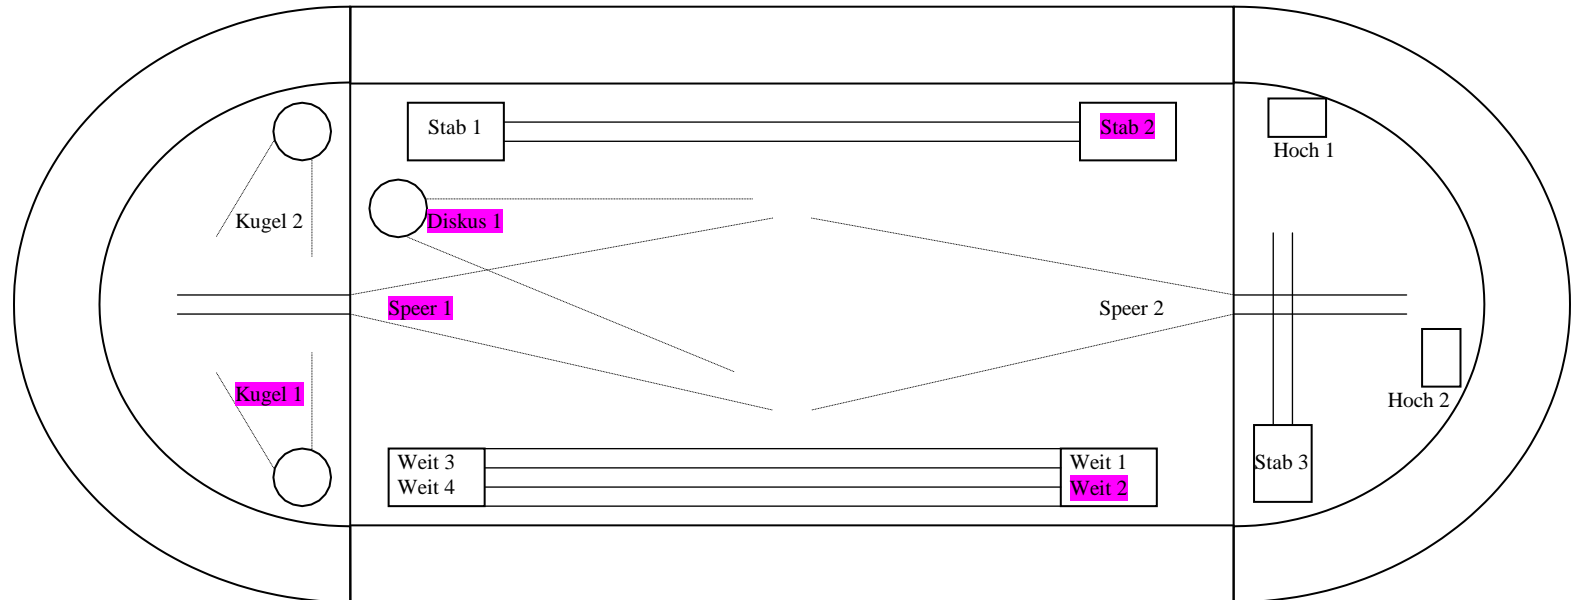 Stab 1
Stab 2
Hoch 1
Kugel 2
Diskus 1
Speer 1
Speer 2
Kugel 1
Hoch 2
Weit 3
Weit 4
Weit 1
Weit 2
Stab 3